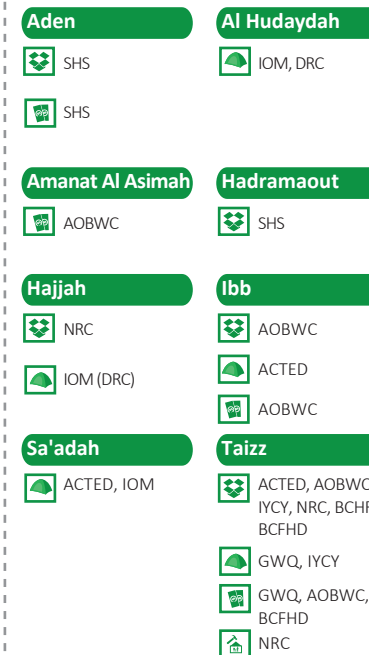 Aden
SHS
SHS
Al Hudaydah
IOM, DRC
Amanat Al Asimah
AOBWC
Hadramaout
SHS
Hajjah
NRC
IOM (DRC)
Ibb
AOBWC
ACTED
AOBWC
Sa'adah
ACTED, IOM
Taizz
ACTED, AOBWC
IYCY, NRC,
BCFHD
GWQ, IYCY
GWQ, AOBWC,
BCFHD
NRC